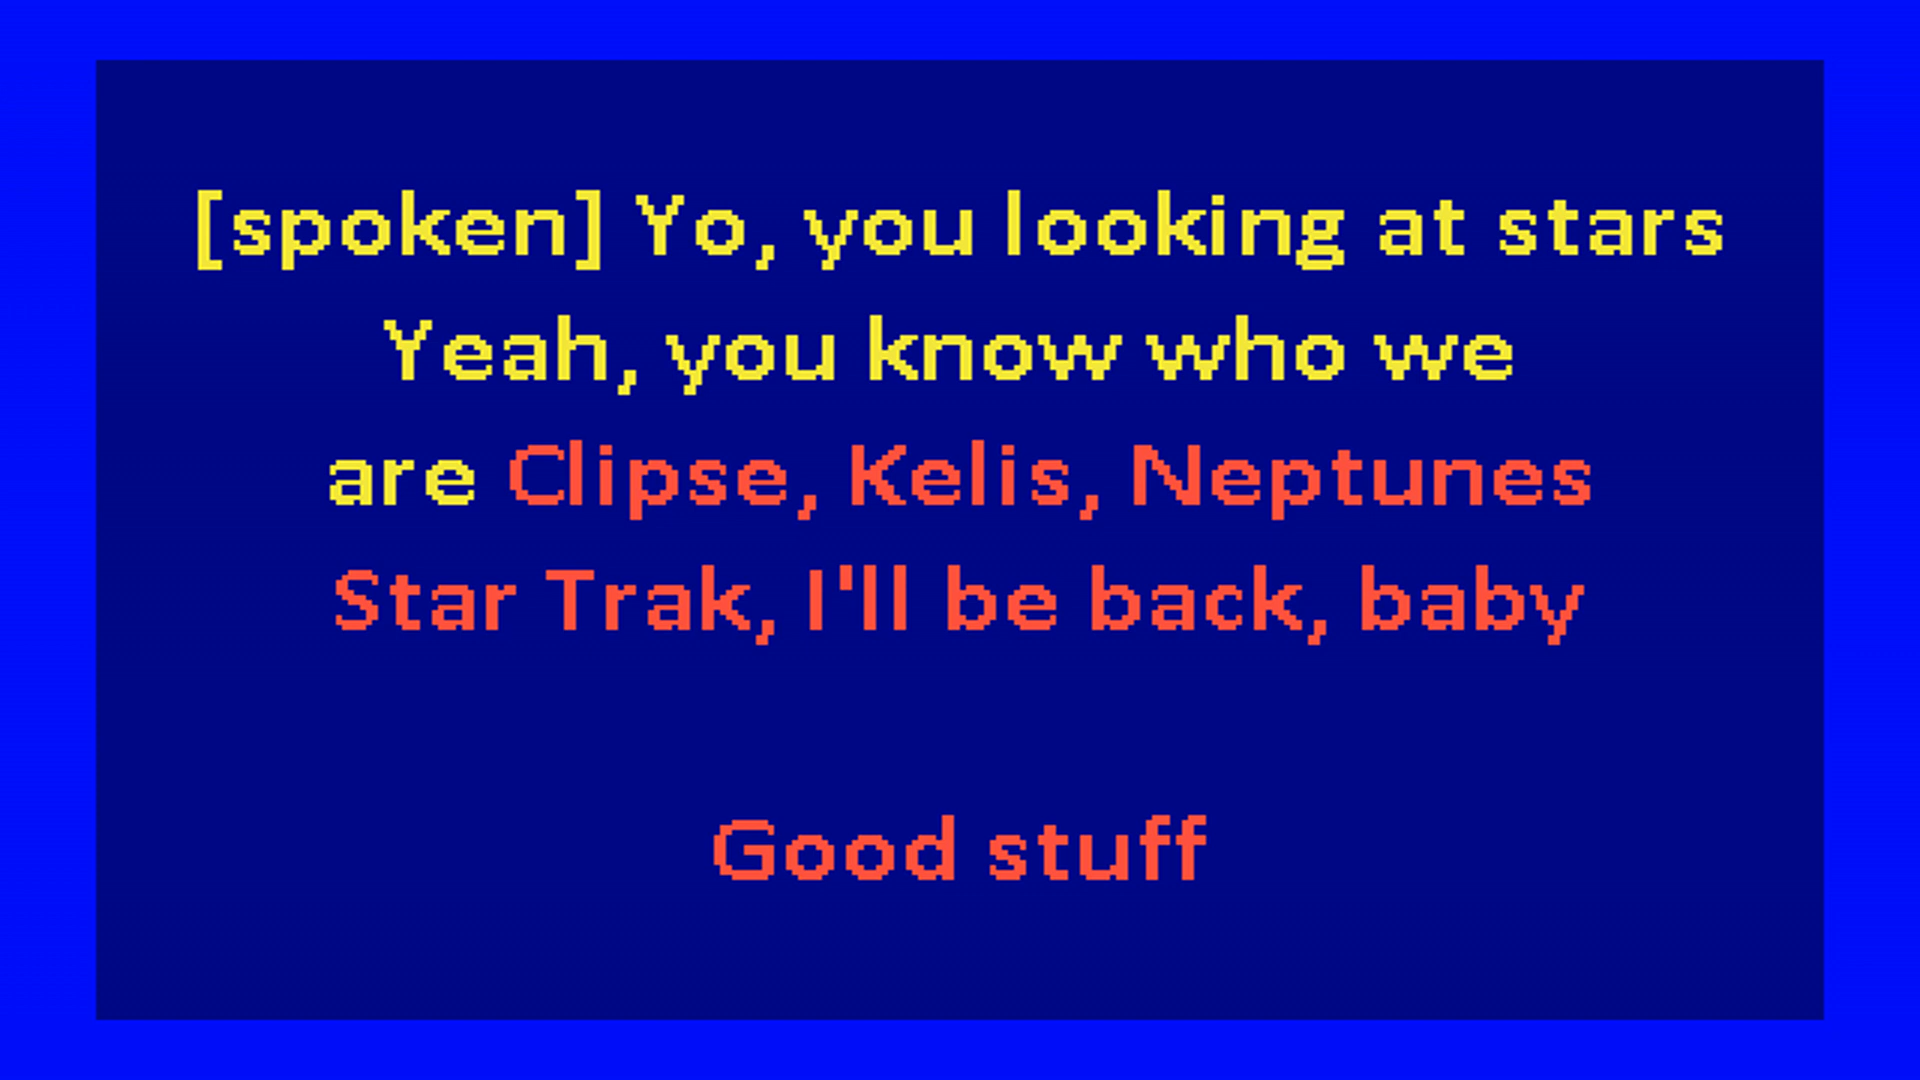 [spoken] Yo, you looking at stars
Yeah, you know who we
are Clipse, Kelis, Neptunes
Star Trak, I'll be back, baby
Good stuff